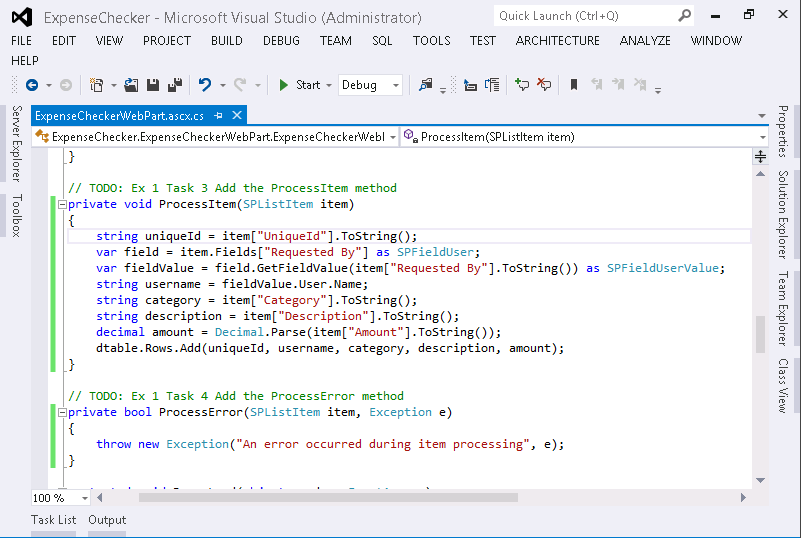 ExpenseChecker - Microsoft Visual Studio (Administrator)
Quick Launch (Ctrl+Q)
FILE EDIT VIEW PROJECT BUILD DEBUG TEAM SQL TOOLS TEST ARCHITECTURE ANALYZE WINDOW
HELP
Start
Debug
Server Explorer
Toolbox
ExpenseCheckerWebPart.ascx.cs
ExpenseChecker.ExpenseCheckerWebPart.ExpenseCheckerWebI
ProcessItem(SPListItem item)
}
// TODO: Ex 1 Task 3 Add the ProcessItem method
private void ProcessItem(SPListItem item)
{
string uniqueId = item["UniqueId"].ToString();
var field = item.Fields["Requested By"] as SPFieldUser;
var fieldValue = field.GetFieldValue(item["Requested By"].ToString()) as SPFieldUserValue;
string username = fieldValue.User.Name;
string category = item["Category"].ToString();
string description = item["Description"].ToString();
decimal amount = Decimal.Parse(item["Amount"].ToString());
dtable.Rows.Add(uniqueId, username, category, description, amount);
}
// TODO: Ex 1 Task 4 Add the ProcessError method
private bool ProcessError(SPListItem item, Exception e)
{
throw new Exception("An error occurred during item processing", e);
}
100 %
Task List
Output
Properties
Solution Explorer
Team Explorer
Class View